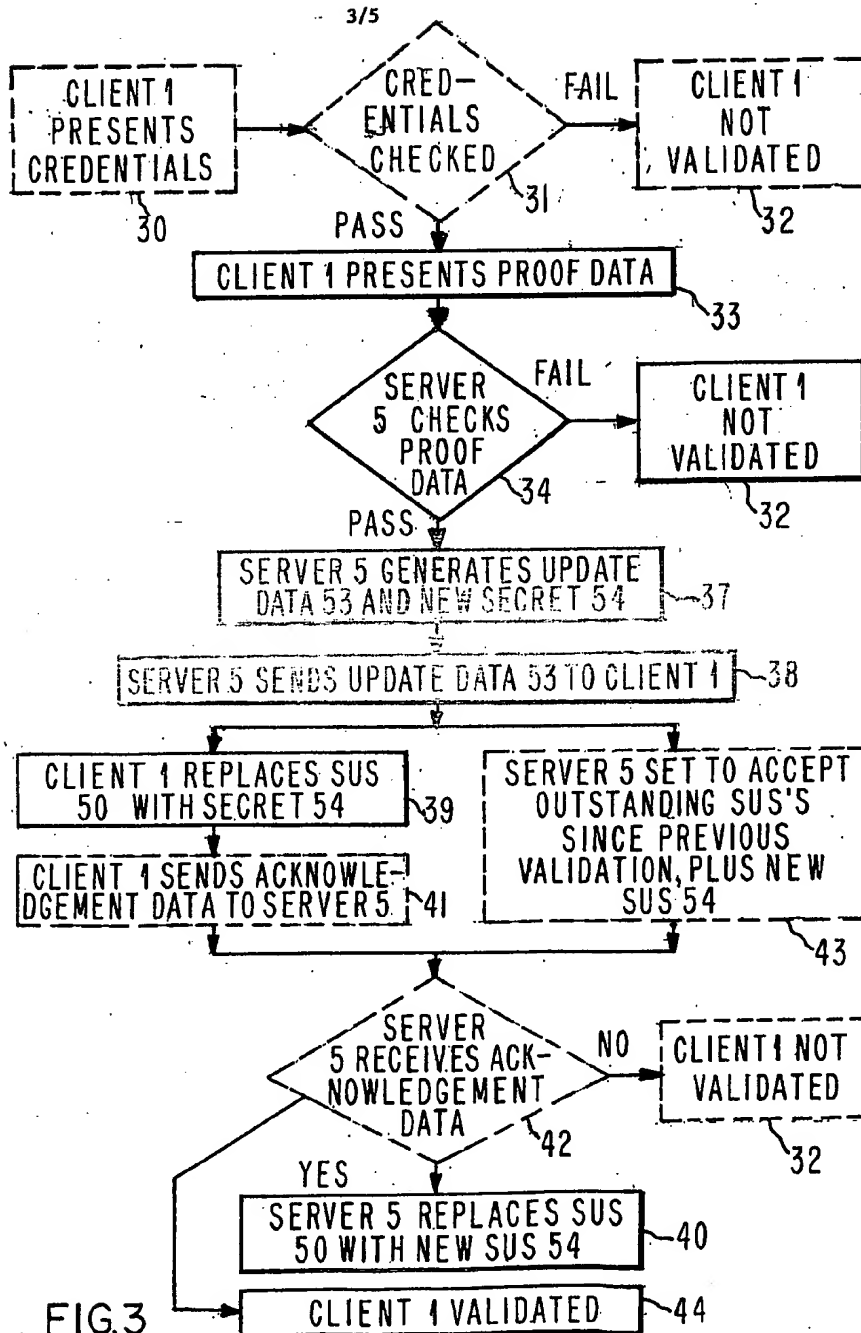 3/5
CLIENT 1
PRESENTS
CREDENTIALS
30
CRED-
ENTIALS
CHECKED
31
FAIL
CLIENT 1
NOT
VALIDATED
32
PASS
CLIENT 1 PRESENTS PROOF DATA
33
SERVER
5 CHECKS
PROOF
DATA
34
FAIL
CLIENT 1
NOT
VALIDATED
32
PASS
SERVER 5 GENERATES UPDATE
DATA 53 AND NEW SECRET 54
37
SERVER 5 SENDS UPDATE DATA 53 TO CLIENT 1
38
CLIENT 1 REPLACES SUS
50 WITH SECRET 54
39
CLIENT 1 SENDS ACKNOWLE-
DGEMENT DATA TO SERVER 5
41
SERVER 5 SET TO ACCEPT
OUTSTANDING SUS'S
SINCE PREVIOUS
VALIDATION, PLUS NEW
SUS 54
43
SERVER
5 RECEIVES ACK-
NOWLEDGEMENT
DATA
42
NO
CLIENT 1 NOT
VALIDATED
32
YES
SERVER 5 REPLACES SUS
50 WITH NEW SUS 54
40
CLIENT 1 VALIDATED
44
FIG.3